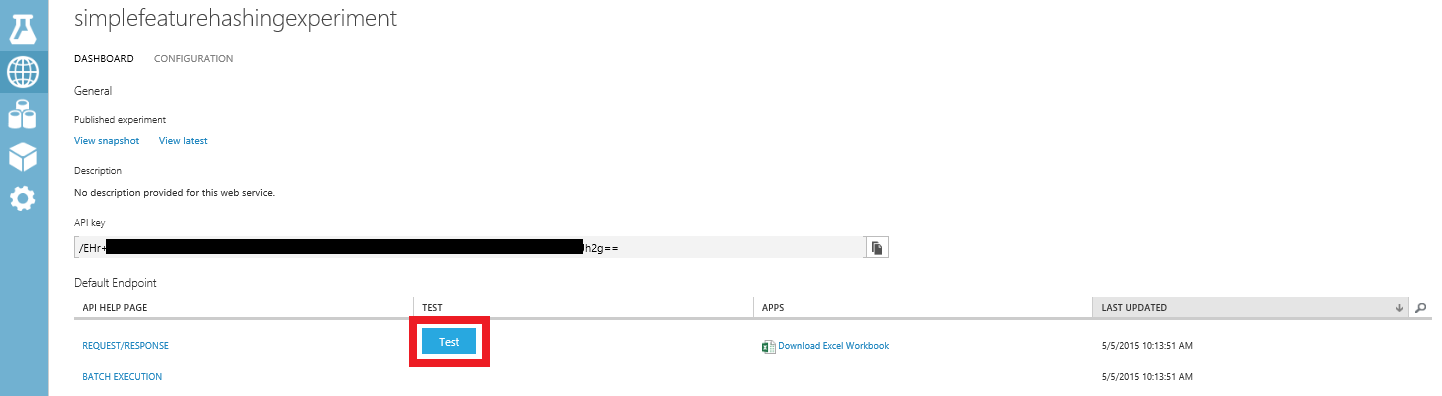 simplefeaturehashingexperiment
DASHBOARD CONFIGURATION
General
Published experiment
View snapshot View latest
Description
No description provided for this web service.
API key
/EHr+ h2g==
Default Endpoint
API HELP PAGE TEST APPS LAST UPDATED
REQUEST/RESPONSE Test Download Excel Workbook 5/5/2015 10:13:51 AM
BATCH EXECUTION 5/5/2015 10:13:51 AM